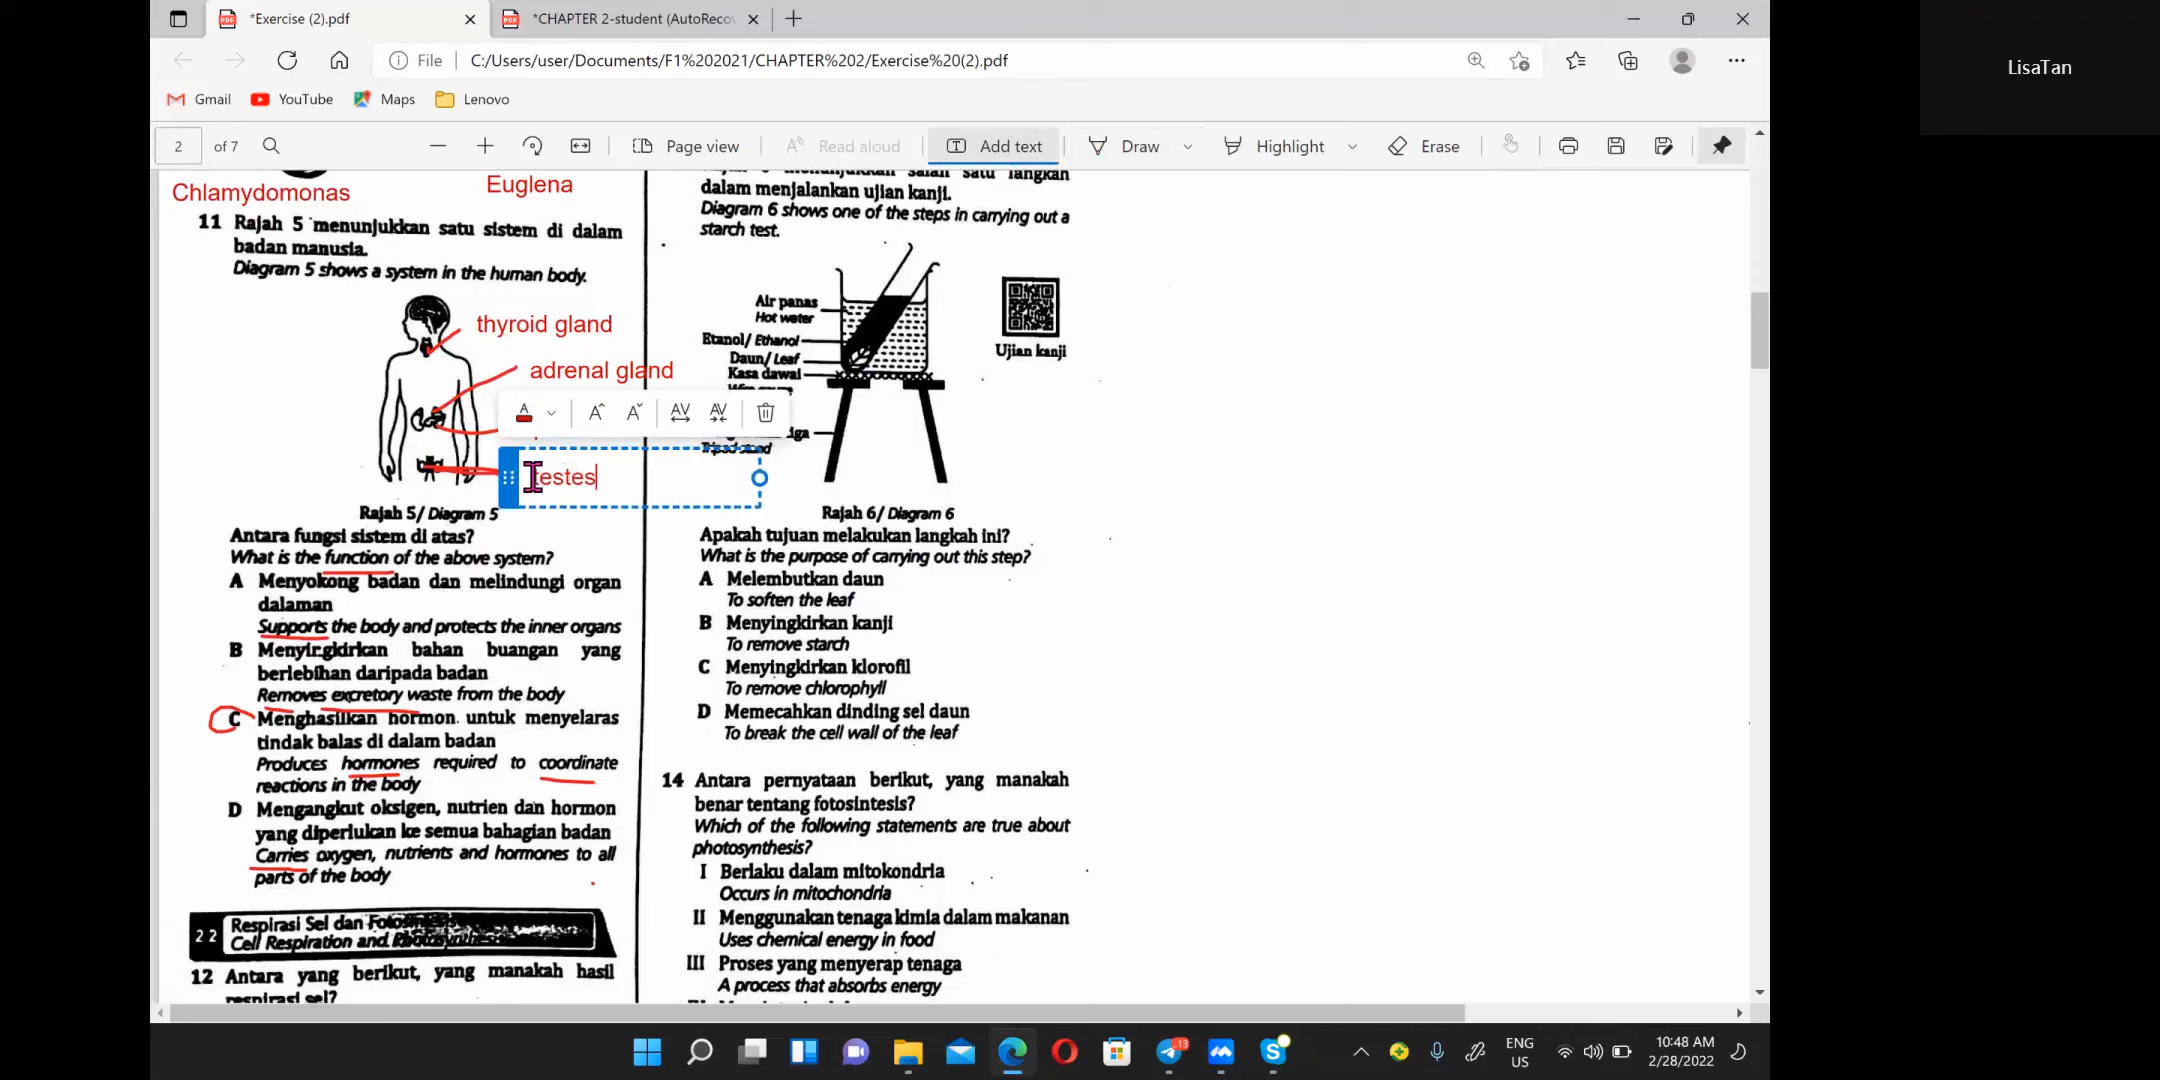 *Exercise (2).pdf
*CHAPTER 2-student (AutoRecov
LisaTan
File
C:/Users/user/Documents/F1%202021/CHAPTER%202/Exercise%20(2).pdf
Gmail
YouTube
Maps
Lenovo
2 of 7
Page view
Read aloud
Add text
Draw
Highlight
Erase
Chlamydomonas
Euglena
11 Rajah 5 menunjukkan satu sistem di dalam
badan manusia.
Diagram 5 shows a system in the human body.
thyroid gland
adrenal gland
testes
Rajah 5/ Diagram 5
Antara fungsi sistem di atas?
What is the function of the above system?
A Menyokong badan dan melindungi organ
dalaman
Supports the body and protects the inner organs
B Menyingkirkan bahan buangan yang
berlebihan daripada badan
Removes excretory waste from the body
C Menghasilkan hormon untuk menyelaras
tindak balas di dalam badan
Produces hormones required to coordinate
reactions in the body
D Mengangkut oksigen, nutrien dan hormon
yang diperlukan ke semua bahagian badan
Carries oxygen, nutrients and hormones to all
parts of the body
2 2 Respirasi Sel dan
Cell Respiration and
12 Antara yang berikut, yang manakah hasil
respirasi sel?
satu langkah
dalam menjalankan ujian kanji.
Diagram 6 shows one of the steps in carrying out a
starch test.
Air panas
Hot water
Etanol/ Ethanol
Daun/ Leaf
Kasa dawai
Tripod stand
Ujian kanji
Rajah 6/ Diagram 6
Apakah tujuan melakukan langkah ini?
What is the purpose of carrying out this step?
A Melembutkan daun
To soften the leaf
B Menyingkirkan kanji
To remove starch
C Menyingkirkan klorofil
To remove chlorophyll
D Memecahkan dinding sel daun
To break the cell wall of the leaf
14 Antara pernyataan berikut, yang manakah
benar tentang fotosintesis?
Which of the following statements are true about
photosynthesis?
I Berlaku dalam mitokondria
Occurs in mitochondria
II Menggunakan tenaga kimia dalam makanan
Uses chemical energy in food
III Proses yang menyerap tenaga
A process that absorbs energy
13
ENG
US
10:48 AM
2/28/2022